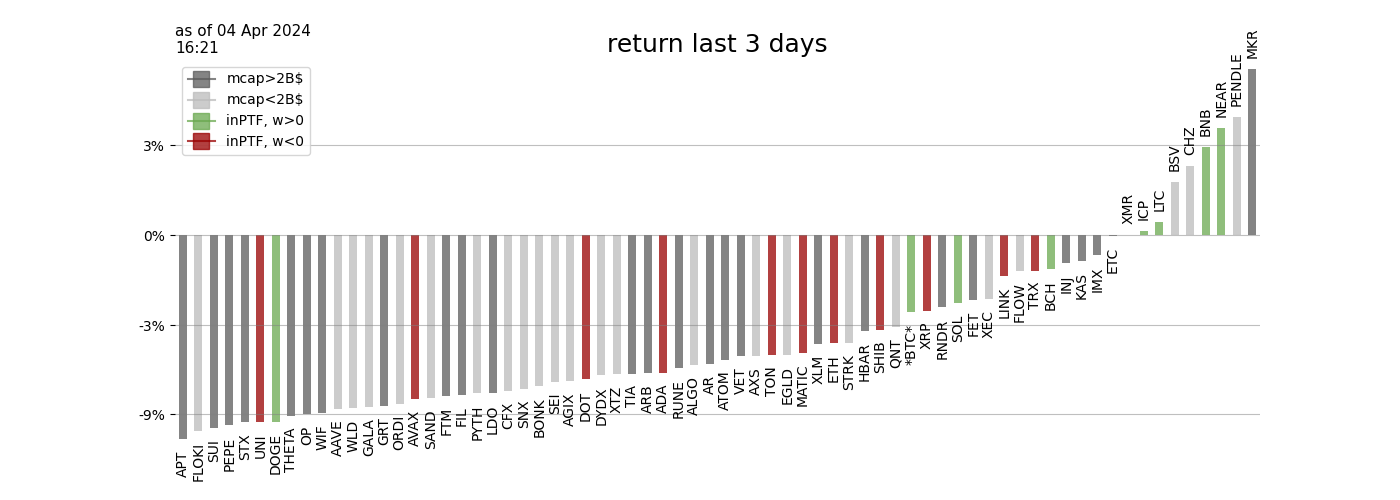 as of 04 Apr 2024
16:21
return last 3 days
mcap>2B$
mcap<2B$
inPTF, w>0
inPTF, w<0
3%
0%
-3%
-9%
APT
FLOKI
SUI
PEPE
STX
UNI
DOGE
THETA
OP
WIF
AAVE
WLD
GALA
GRT
ORDI
AVAX
SAND
FTM
FIL
PYTH
LDO
CFX
SNX
BONK
SEI
AGIX
DOT
DYDX
XTZ
TIA
ARB
ADA
RUNE
ALGO
AR
ATOM
VET
AXS
TON
EGLD
MATIC
XLM
ETH
STRK
HBAR
SHIB
QNT
*BTC*
XRP
RNDR
SOL
FET
XEC
LINK
FLOW
TRX
BCH
INJ
KAS
IMX
ETC
XMR
ICP
LTC
BSV
CHZ
BNB
NEAR
PENDLE
MKR